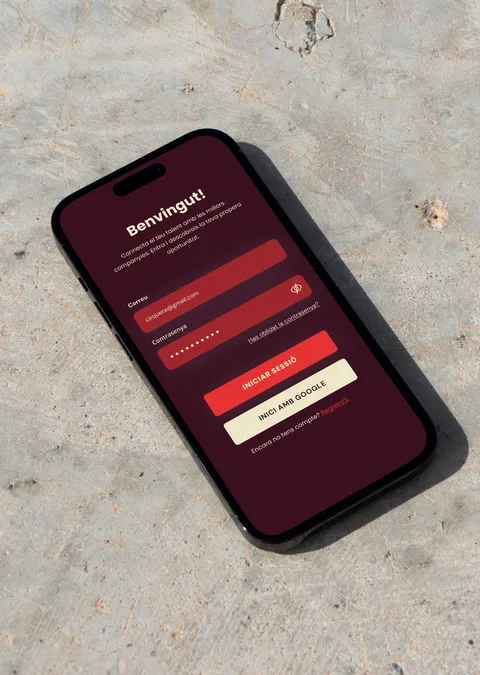 Benvingut!
Connecta el teu talent amb les millors
companyies. Entra i descobreix la teva propera
oportunitat.
Correu
cirquera@gmail.com
Contrasenya
••••••••••
Has oblidat la contrasenya?
INICIAR SESSIÓ
INICI AMB GOOGLE
Encara no tens compte? Registra't.